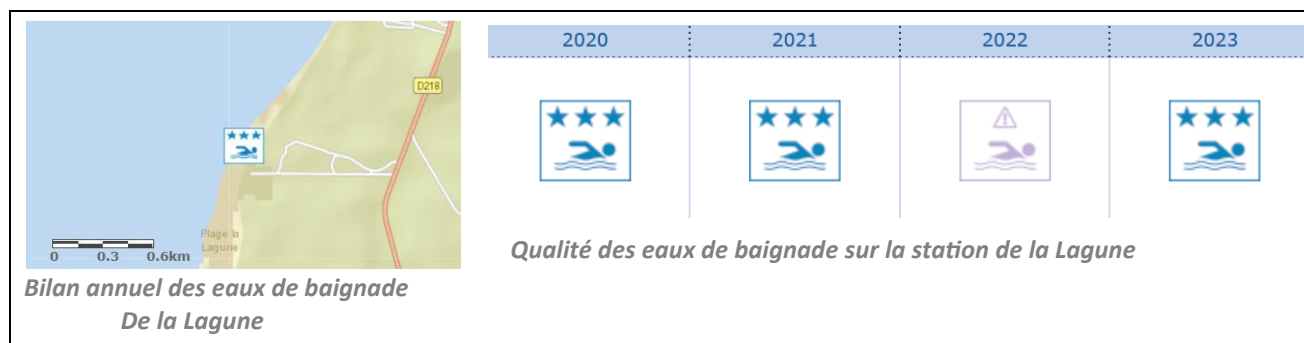 D218
Plage la
Lagune
0 0.3 0.6km
Bilan annuel des eaux de baignade
De la Lagune
2020 2021 2022 2023
Qualité des eaux de baignade sur la station de la Lagune